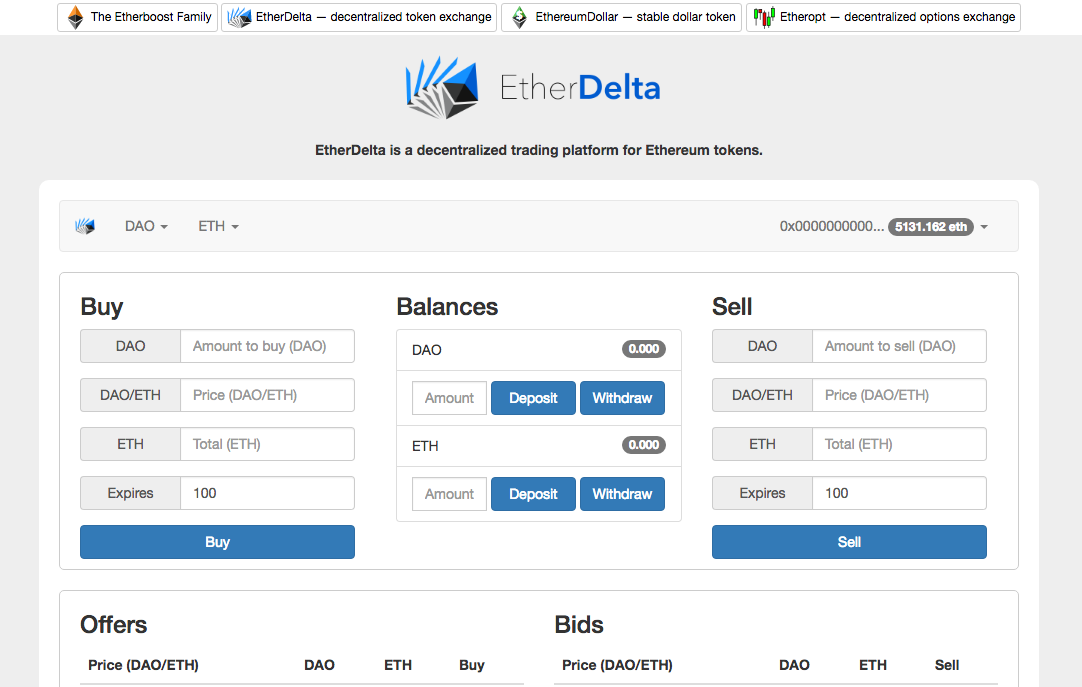 The Etherboost Family
EtherDelta — decentralized token exchange
EthereumDollar — stable dollar token
Etheropt — decentralized options exchange
EtherDelta
EtherDelta is a decentralized trading platform for Ethereum tokens.
DAO
ETH
0x0000000000... 5131.162 eth
Buy
DAO Amount to buy (DAO)
DAO/ETH Price (DAO/ETH)
ETH Total (ETH)
Expires 100
Buy
Balances
DAO 0.000
Amount Deposit Withdraw
ETH 0.000
Amount Deposit Withdraw
Sell
DAO Amount to sell (DAO)
DAO/ETH Price (DAO/ETH)
ETH Total (ETH)
Expires 100
Sell
Offers
Price (DAO/ETH) DAO ETH Buy
Bids
Price (DAO/ETH) DAO ETH Sell